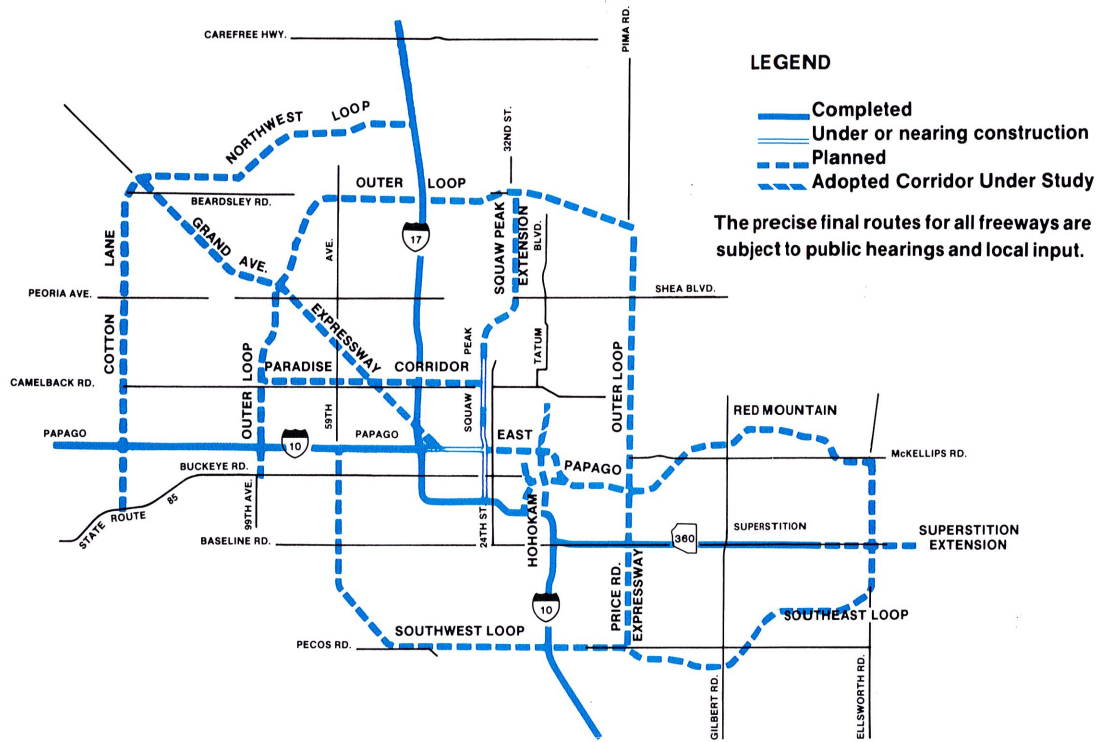 CAREFREE HWY.
PIMA RD.
LEGEND
Completed
Under or nearing construction
Planned
Adopted Corridor Under Study
The precise final routes for all freeways are
subject to public hearings and local input.
NORTHWEST LOOP
32ND ST.
OUTER LOOP
BEARDSLEY RD.
GRAND AVE.
COTTON LANE
17
SQUAW PEAK
EXTENSION
BLVD.
TATUM
PEORIA AVE.
SHEA BLVD.
AVE.
59TH
EXPRESSWAY
PEAK
SQUAW
PARADISE CORRIDOR
OUTER LOOP
OUTER LOOP
CAMELBACK RD.
RED MOUNTAIN
PAPAGO
10
PAPAGO
EAST
PAPAGO
McKELLIPS RD.
BUCKEYE RD.
STATE ROUTE 85
99TH AVE.
24TH ST.
HOHOKAM
BASELINE RD.
360
SUPERSTITION
SUPERSTITION
EXTENSION
10
PRICE RD.
EXPRESSWAY
SOUTHWEST LOOP
SOUTHEAST LOOP
PECOS RD.
GILBERT RD.
ELLSWORTH RD.